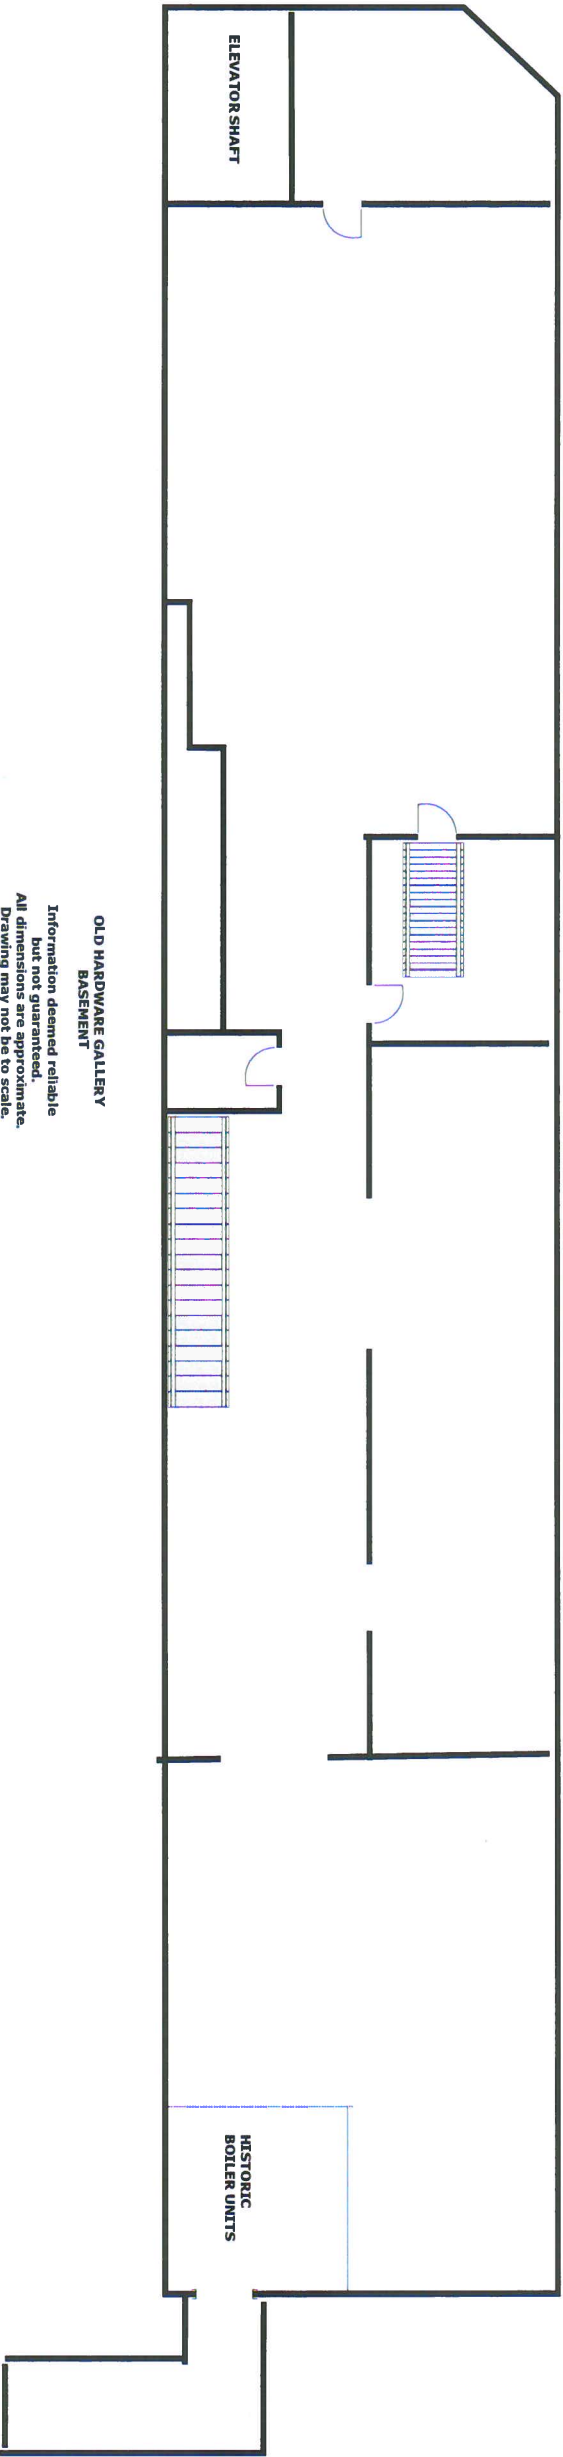 ELEVATOR SHAFT
HISTORIC
BOILER UNITS
OLD HARDWARE GALLERY
BASEMENT
Information deemed reliable
but not guaranteed.
All dimensions are approximate.
Drawing may not be to scale.